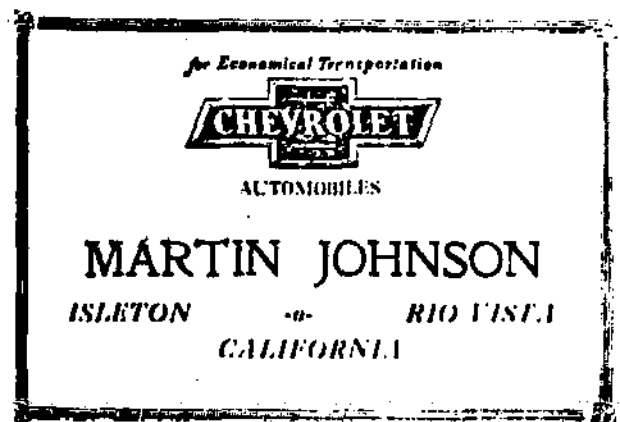 for Economical Transportation
CHEVROLET
AUTOMOBILES
MARTIN JOHNSON
ISLETON -o- RIO VISTA
CALIFORNIA